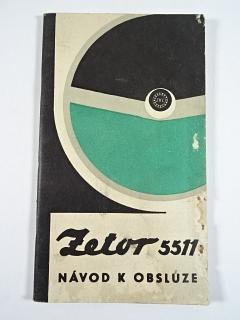 Zetor 5511
NÁVOD K OBSLUZE